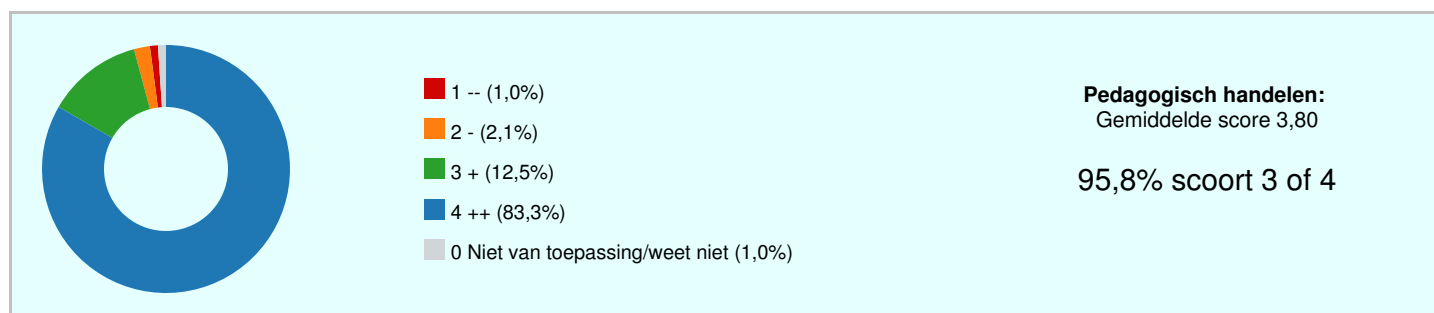 1 -- (1,0%)
2 - (2,1%)
3 + (12,5%)
4 ++ (83,3%)
0 Niet van toepassing/weet niet (1,0%)
Pedagogisch handelen:
Gemiddelde score 3,80
95,8% scoort 3 of 4